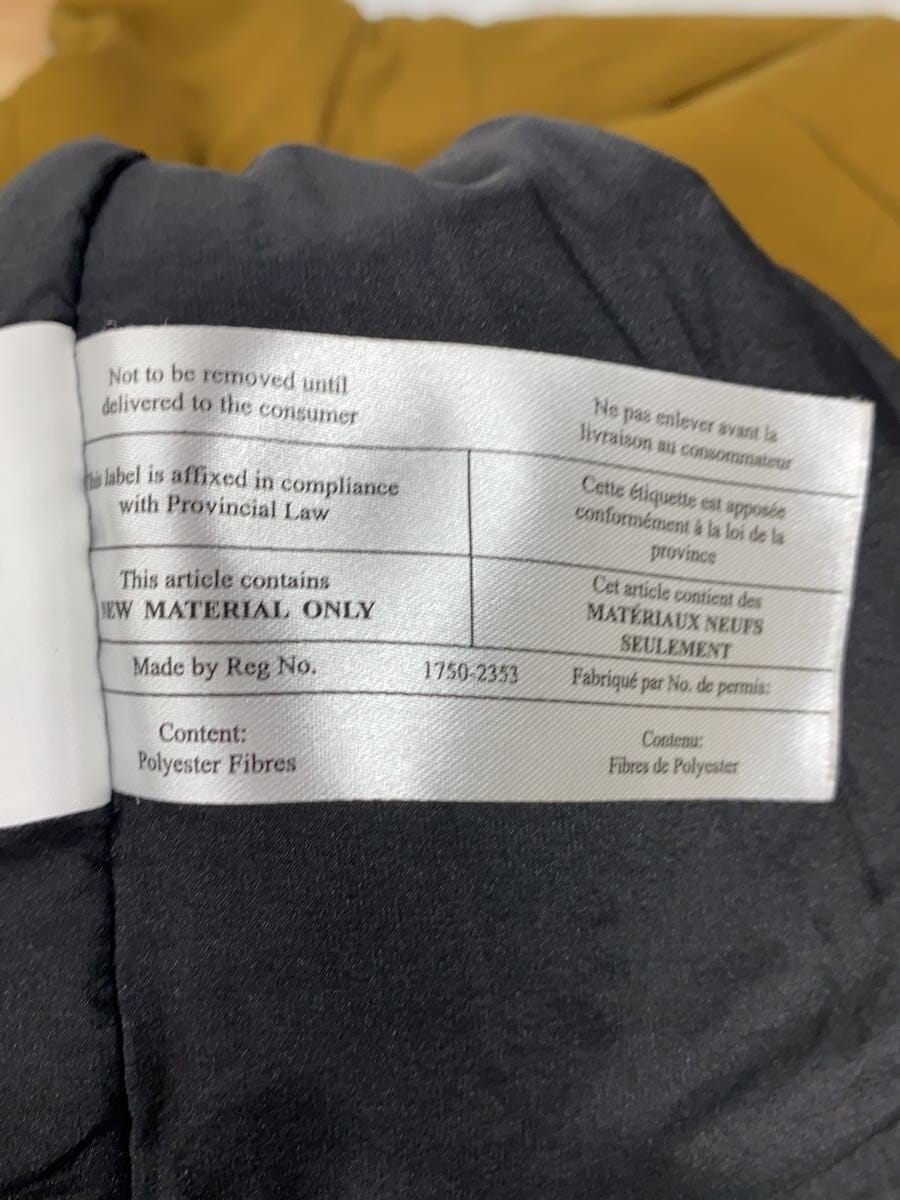 Not to be removed until
delivered to the consumer
Ne pas enlever avant la
livraison au consommateur
This label is affixed in compliance
with Provincial Law
Cette étiquette est apposée
conformément à la loi de la
province
This article contains
NEW MATERIAL ONLY
Cet article contient des
MATÉRIAUX NEUFS
SEULEMENT
Made by Reg No. 1750-2353 Fabriqué par No. de permis:
Content:
Polyester Fibres
Contenu:
Fibres de Polyester